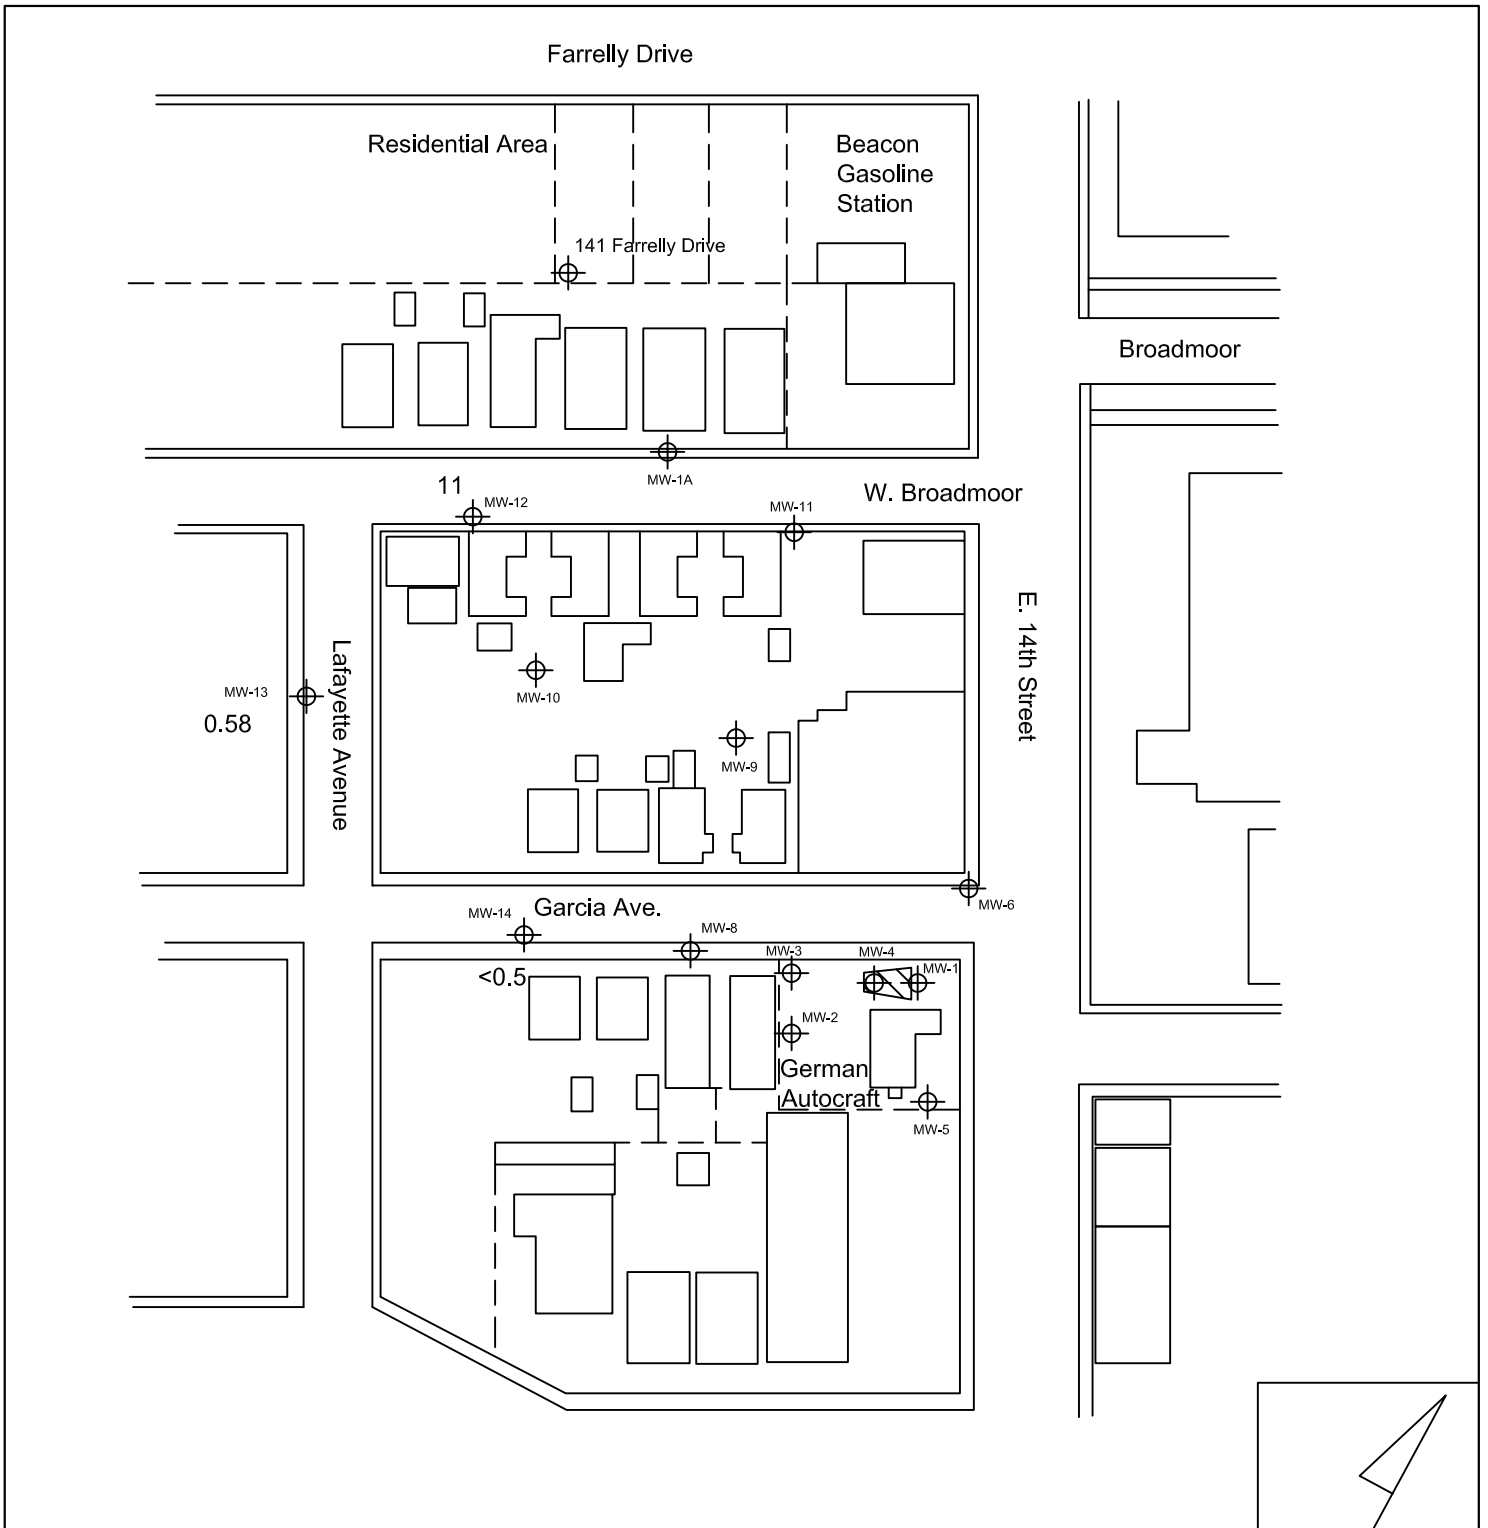 Farrelly Drive
Residential Area
Beacon
Gasoline
Station
141 Farrelly Drive
Broadmoor
MW-1A
11
MW-12
W. Broadmoor
MW-11
E. 14th Street
Lafayette Avenue
MW-13
0.58
MW-10
MW-9
MW-6
Garcia Ave.
MW-14
MW-8
MW-3
MW-4
MW-1
<0.5
MW-2
German
Autocraft
MW-5